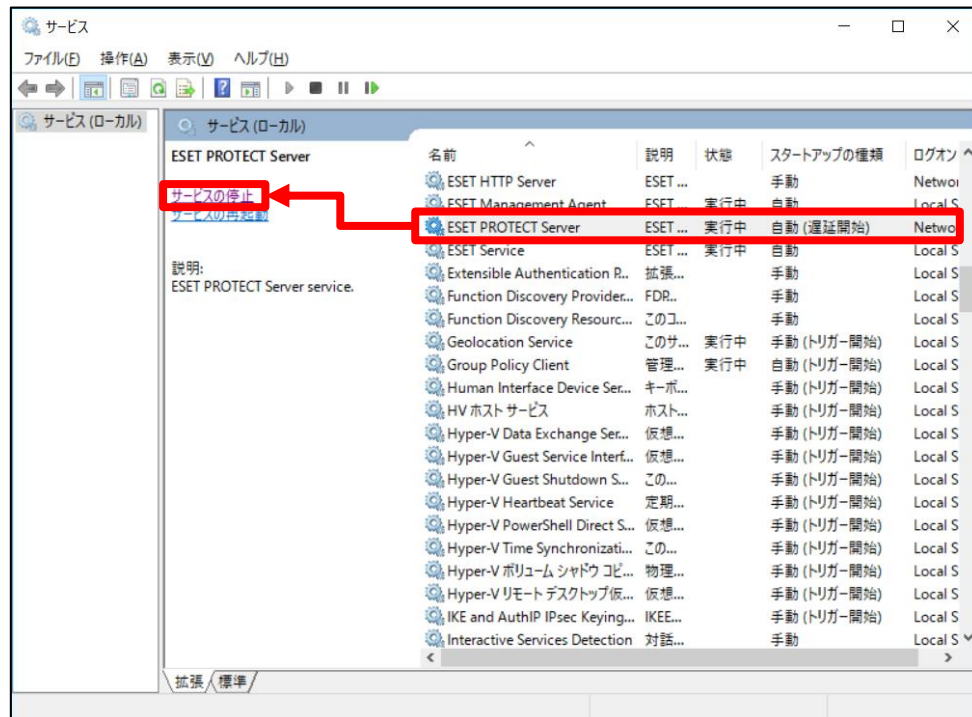 サービス
ファイル(F) 操作(A) 表示(V) ヘルプ(H)
サービス (ローカル)
サービス (ローカル)
ESET PROTECT Server
サービスの停止
サービスの再起動
説明:
ESET PROTECT Server service.
名前 説明 状態 スタートアップの種類 ログオン
ESET HTTP Server ESET ... 手動 Networ
ESET Management Agent ESET ... 実行中 自動 Local S
ESET PROTECT Server ESET ... 実行中 自動 (遅延開始) Netwo
ESET Service ESET ... 実行中 自動 Local S
Extensible Authentication P... 拡張... 手動 Local S
Function Discovery Provider... FDP... 手動 Local S
Function Discovery Resourc... このコ... 手動 Local S
Geolocation Service このサ... 実行中 手動 (トリガー開始) Local S
Group Policy Client 管理... 実行中 自動 (トリガー開始) Local S
Human Interface Device Ser... キーボ... 手動 (トリガー開始) Local S
HV ホスト サービス ホスト... 手動 (トリガー開始) Local S
Hyper-V Data Exchange Ser... 仮想... 手動 (トリガー開始) Local S
Hyper-V Guest Service Interf... 仮想... 手動 (トリガー開始) Local S
Hyper-V Guest Shutdown S... この... 手動 (トリガー開始) Local S
Hyper-V Heartbeat Service 定期... 手動 (トリガー開始) Local S
Hyper-V PowerShell Direct S... 仮想... 手動 (トリガー開始) Local S
Hyper-V Time Synchronizati... この... 手動 (トリガー開始) Local S
Hyper-V ボリューム シャドウ コピ... 物理... 手動 (トリガー開始) Local S
Hyper-V リモート デスクトップ仮... 仮想... 手動 (トリガー開始) Local S
IKE and AuthIP IPsec Keying... IKEE... 手動 (トリガー開始) Local S
Interactive Services Detection 対話... 手動 Local S
拡張 標準